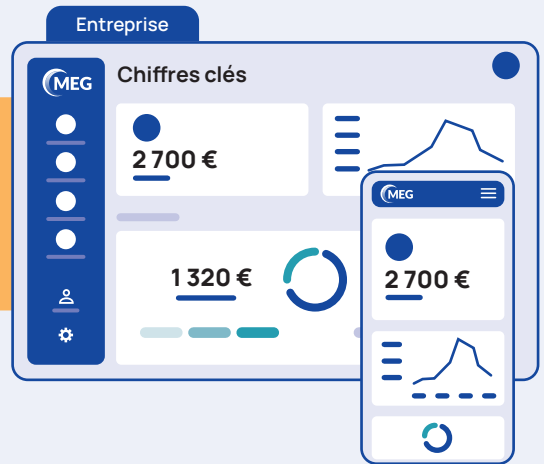 Entreprise
MEG
Chiffres clés
2 700 €
1 320 €
MEG
2 700 €